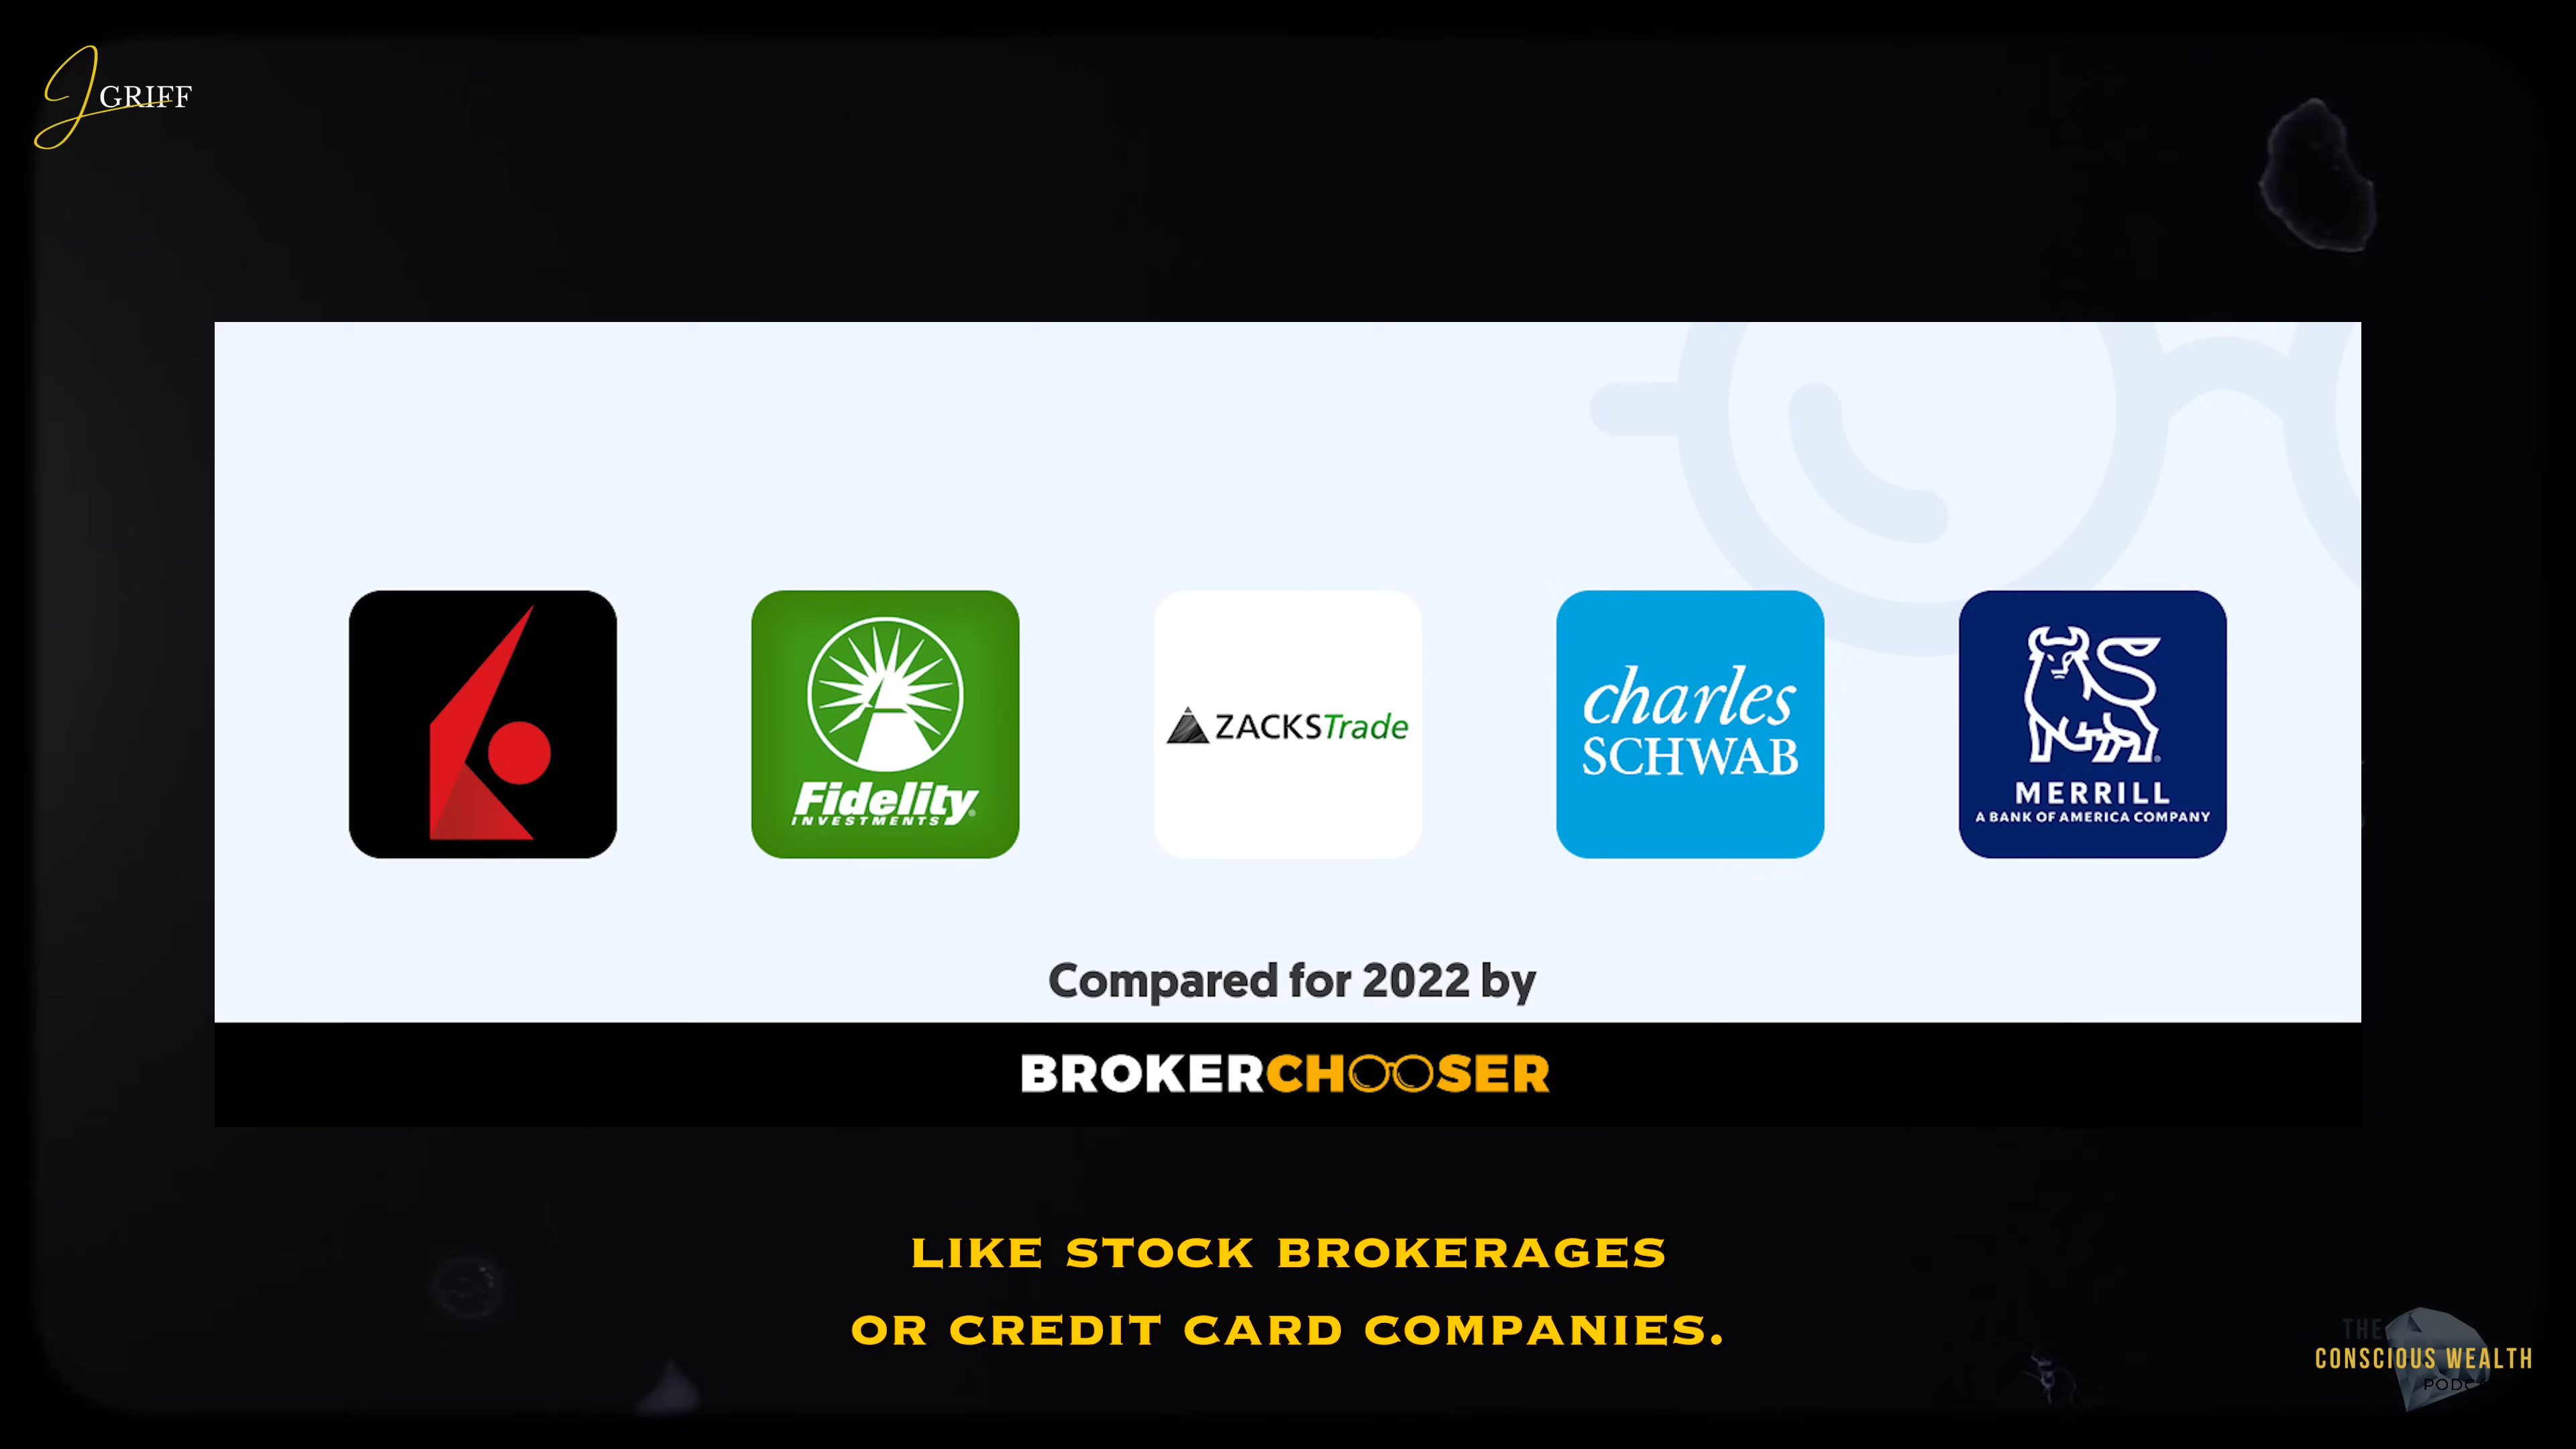 J GRIFF
Fidelity
INVESTMENTS
ZACKSTrade
charles
SCHWAB
MERRILL
A BANK OF AMERICA COMPANY
Compared for 2022 by
BROKERCHOOSER
LIKE STOCK BROKERAGES
OR CREDIT CARD COMPANIES.
THE
CONSCIOUS WEALTH